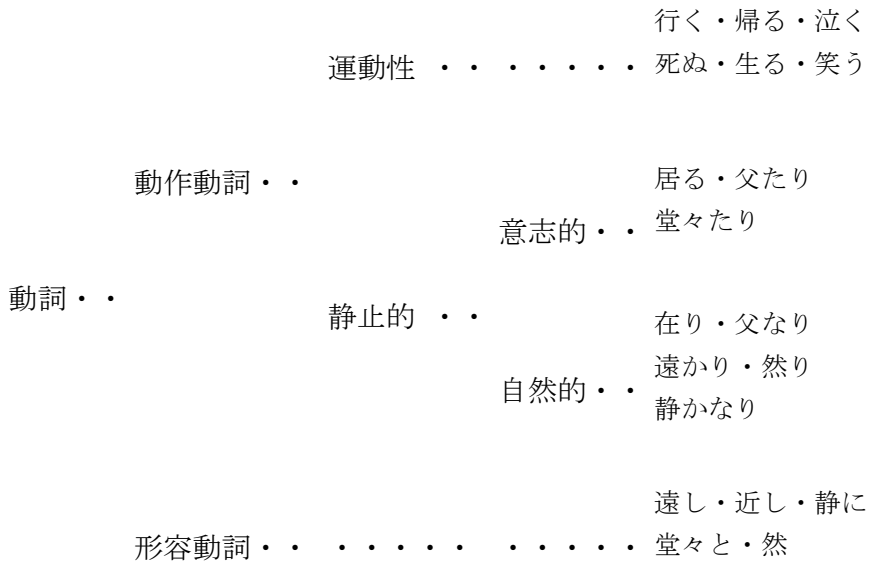 行く・帰る・泣く
運動性 ・・ ・・・・・ 死ぬ・生る・笑う
動作動詞・・ 居る・父たり
意志的・・ 堂々たり
動詞・・
静止的 ・・ 在り・父なり
遠かり・然り
自然的・・ 静かなり
遠し・近し・静に
形容動詞・・ ・・・・・ ・・・・・ 堂々と・然